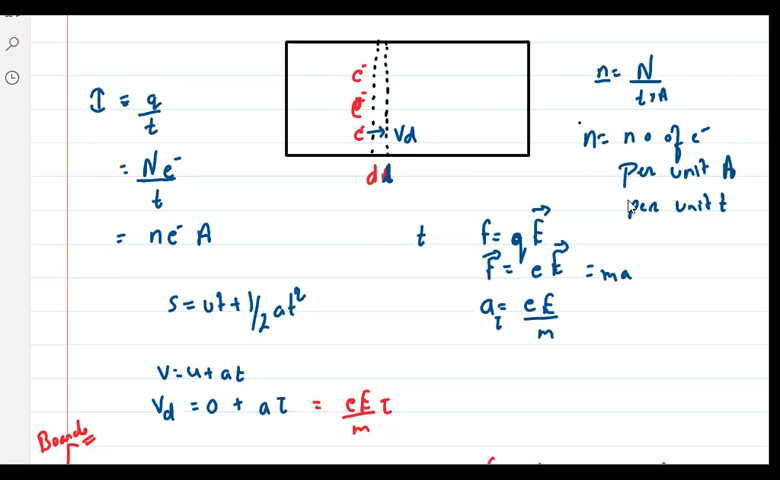 I = q/t
= Ne⁻/t
= ne⁻ A
e⁻
e⁻
e⁻ → Vd
dl
n = N/t×A
n = no of e⁻
per unit A
per unit t
t
f = qE⃗
F⃗ = eE⃗ = ma
a = eE/m
τ
S = ut + 1/2 at²
V = u + at
Vd = 0 + aτ = eE/m τ
Boards